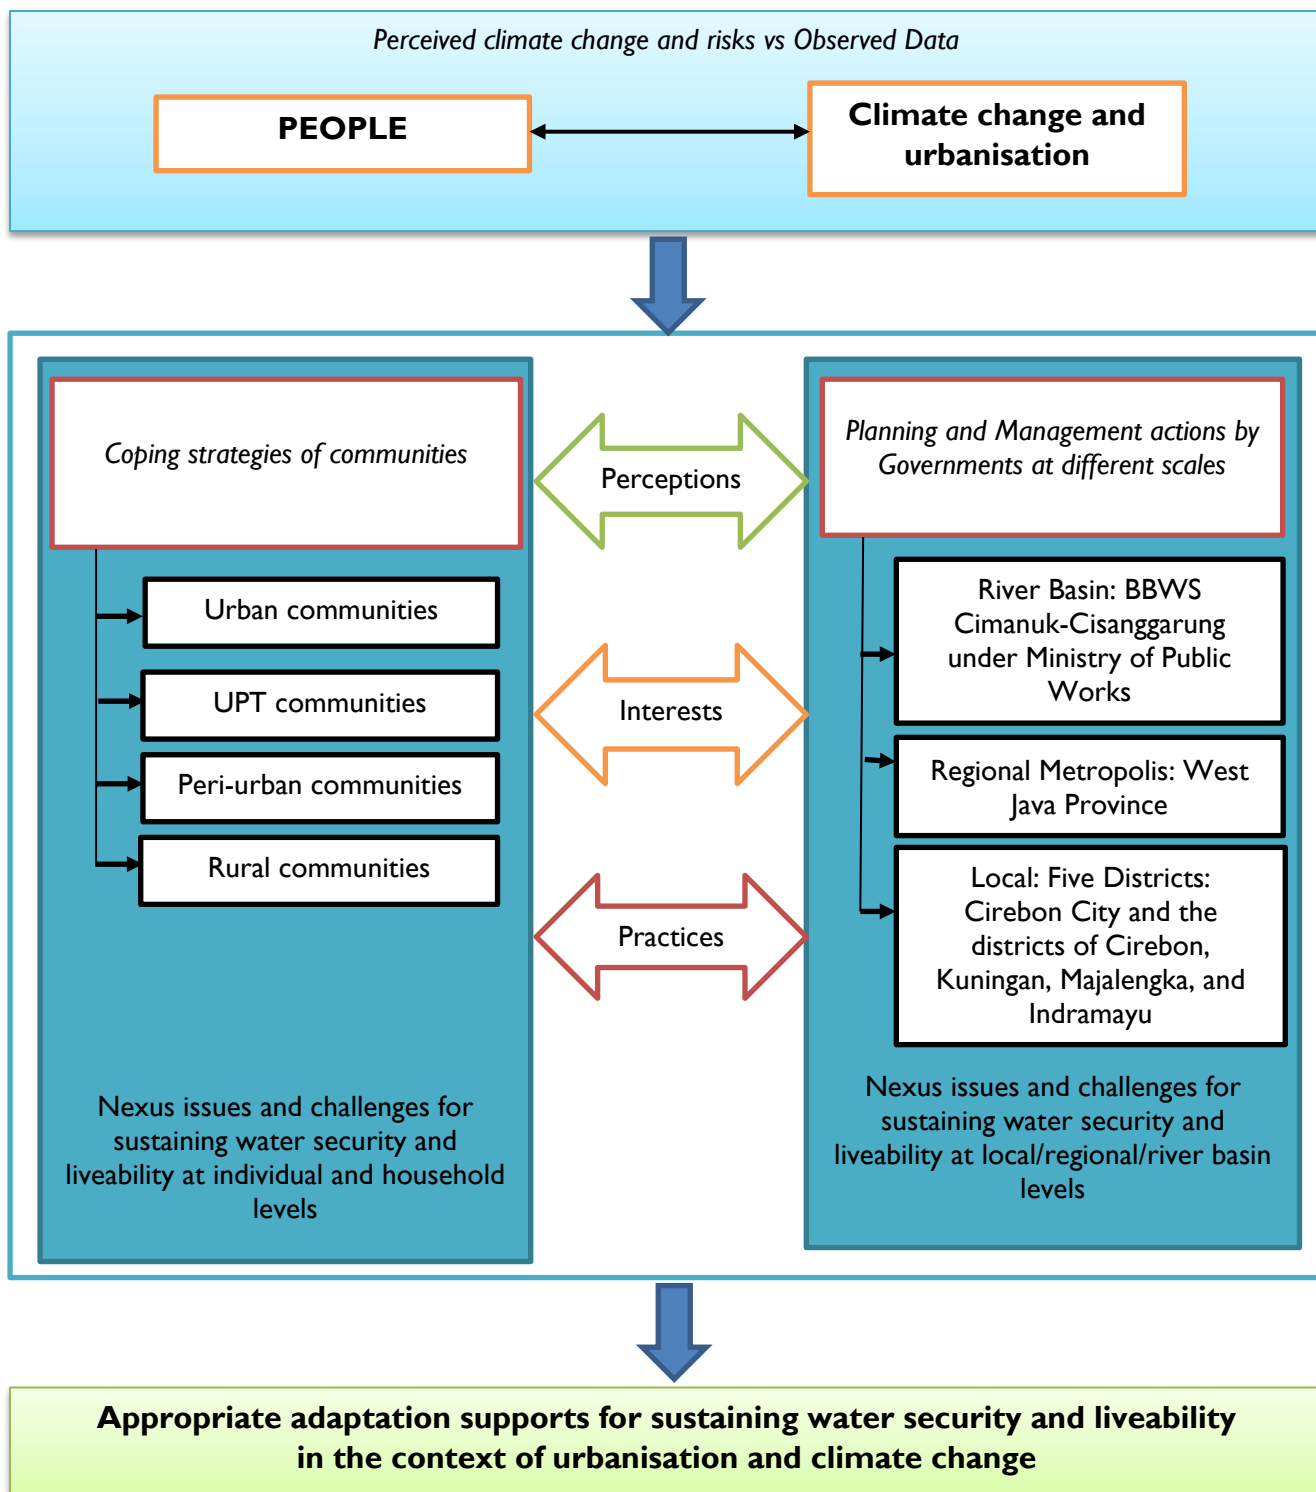 Perceived climate change and risks vs Observed Data
PEOPLE
Climate change and
urbanisation
Coping strategies of communities
Urban communities
UPT communities
Peri-urban communities
Rural communities
Nexus issues and challenges for
sustaining water security and
liveability at individual and household
levels
Perceptions
Interests
Practices
Planning and Management actions by
Governments at different scales
River Basin: BBWS
Cimanuk-Cisanggarung
under Ministry of Public
Works
Regional Metropolis: West
Java Province
Local: Five Districts:
Cirebon City and the
districts of Cirebon,
Kuningan, Majalengka, and
Indramayu
Nexus issues and challenges for
sustaining water security and
liveability at local/regional/river basin
levels
Appropriate adaptation supports for sustaining water security and liveability
in the context of urbanisation and climate change